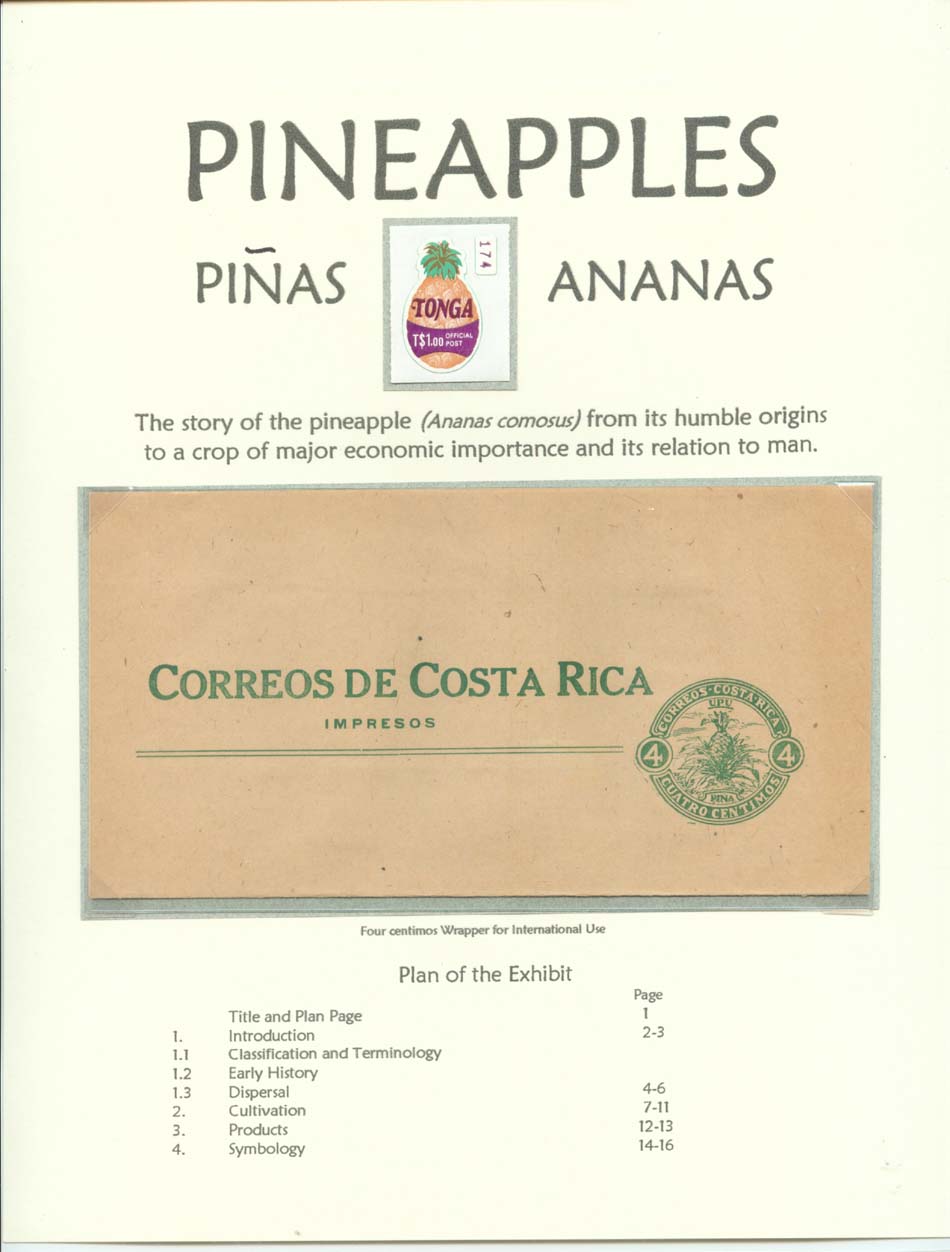 PINEAPPLES
PIÑAS
ANANAS
174
TONGA
T$1.00 OFFICIAL POST
The story of the pineapple (Ananas comosus) from its humble origins
to a crop of major economic importance and its relation to man.
CORREOS DE COSTA RICA
IMPRESOS
CORREOS-COSTA-RICA
UPU
4 4
PIÑA
CUATRO CENTIMOS
Four centimos Wrapper for International Use
Plan of the Exhibit
Page
Title and Plan Page 1
1. Introduction 2-3
1.1 Classification and Terminology
1.2 Early History
1.3 Dispersal 4-6
2. Cultivation 7-11
3. Products 12-13
4. Symbology 14-16